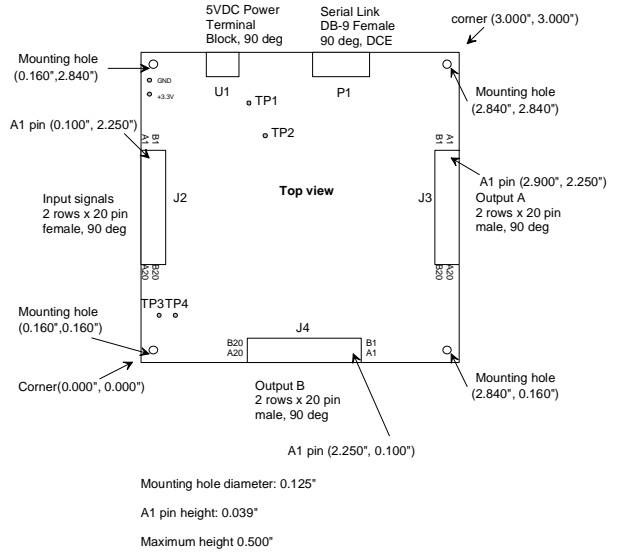 5VDC Power
Terminal
Block, 90 deg
Serial Link
DB-9 Female
90 deg, DCE
corner (3.000", 3.000")
Mounting hole
(0.160",2.840")
GND
+3.3V
U1
P1
TP1
TP2
Mounting hole
(2.840", 2.840")
A1 pin (0.100", 2.250")
A1
B1
B1
A1
Input signals
2 rows x 20 pin
female, 90 deg
J2
Top view
J3
A1 pin (2.900", 2.250")
Output A
2 rows x 20 pin
male, 90 deg
A20
B20
B20
A20
Mounting hole
(0.160",0.160")
TP3
TP4
J4
B20
A20
B1
A1
Corner(0.000", 0.000")
Output B
2 rows x 20 pin
male, 90 deg
Mounting hole
(2.840", 0.160")
A1 pin (2.250", 0.100")
Mounting hole diameter: 0.125"
A1 pin height: 0.039"
Maximum height 0.500"